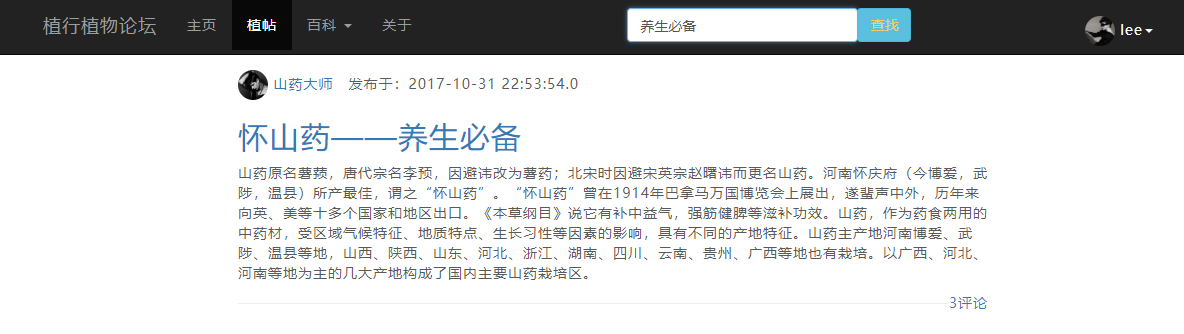 植行植物论坛 主页 植帖 百科 关于 养生必备 查找 lee
山药大师 发布于：2017-10-31 22:53:54.0
怀山药——养生必备
山药原名薯蓣，唐代宗名李预，因避讳改为薯药；北宋时因避宋英宗赵曙讳而更名山药。河南怀庆府（今博爱，武
陟，温县）所产最佳，谓之“怀山药”。“怀山药”曾在1914年巴拿马万国博览会上展出，遂蜚声中外，历年来
向英、美等十多个国家和地区出口。《本草纲目》说它有补中益气，强筋健脾等滋补功效。山药，作为药食两用的
中药材，受区域气候特征、地质特点、生长习性等因素的影响，具有不同的产地特征。山药主产地河南博爱、武
陟、温县等地，山西、陕西、山东、河北、浙江、湖南、四川、云南、贵州、广西等地也有栽培。以广西、河北、
河南等地为主的几大产地构成了国内主要山药栽培区。
3评论